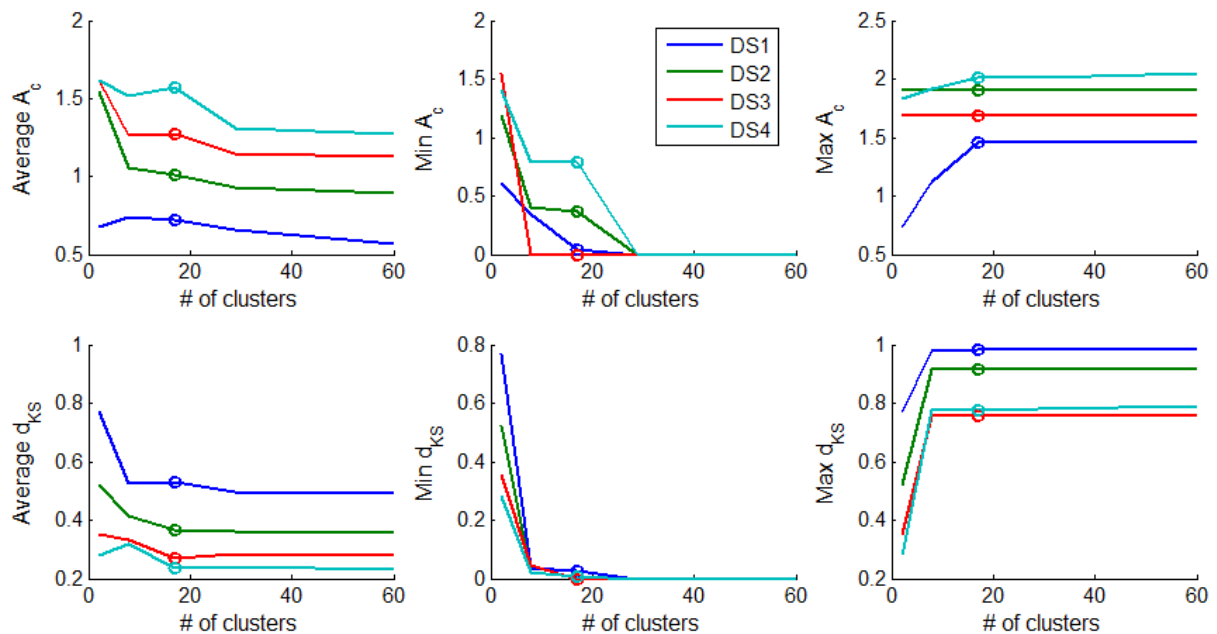 Average A_c
2
1.5
1
0.5
0 20 40 60
# of clusters
Min A_c
2
1.5
1
0.5
0
0 20 40 60
# of clusters
DS1
DS2
DS3
DS4
Max A_c
2.5
2
1.5
1
0.5
0 20 40 60
# of clusters
Average d_KS
1
0.8
0.6
0.4
0.2
0 20 40 60
# of clusters
Min d_KS
0.8
0.6
0.4
0.2
0
0 20 40 60
# of clusters
Max d_KS
1
0.8
0.6
0.4
0.2
0 20 40 60
# of clusters